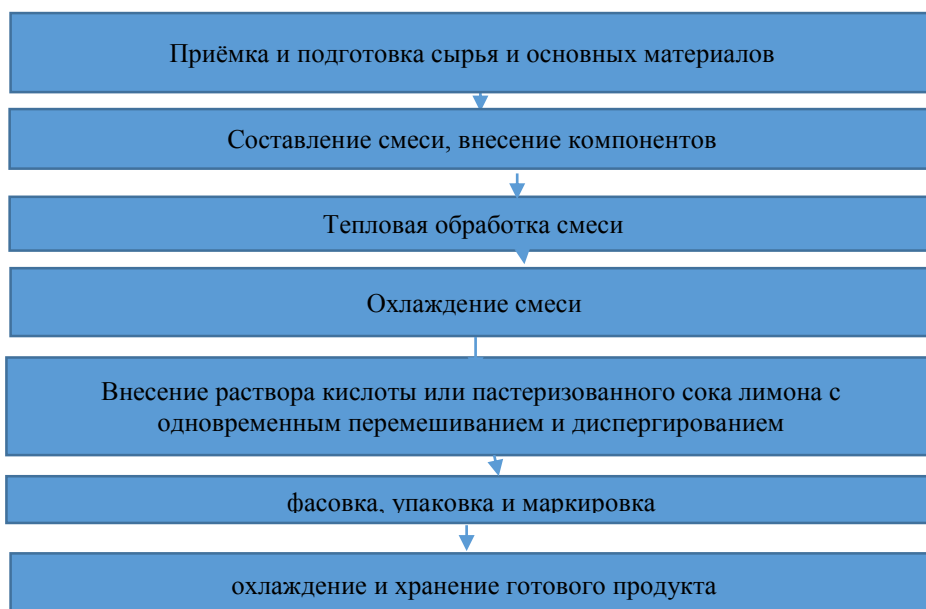 Приёмка и подготовка сырья и основных материалов
Составление смеси, внесение компонентов
Тепловая обработка смеси
Охлаждение смеси
Внесение раствора кислоты или пастеризованного сока лимона с
одновременным перемешиванием и диспергированием
фасовка, упаковка и маркировка
охлаждение и хранение готового продукта